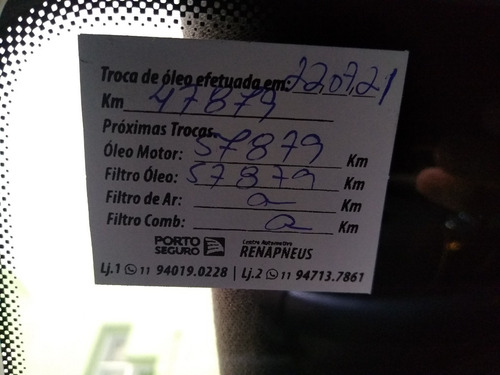 Troca de óleo efetuada em: 22,07,21
Km 47879
Próximas Trocas:
Óleo Motor: 57879 Km
Filtro Óleo: 57879 Km
Filtro de Ar: a Km
Filtro Comb: a Km
PORTO SEGURO Centro Automotivo RENAPNEUS
Lj.1 11 94019.0228 | Lj.2 11 94713.7861